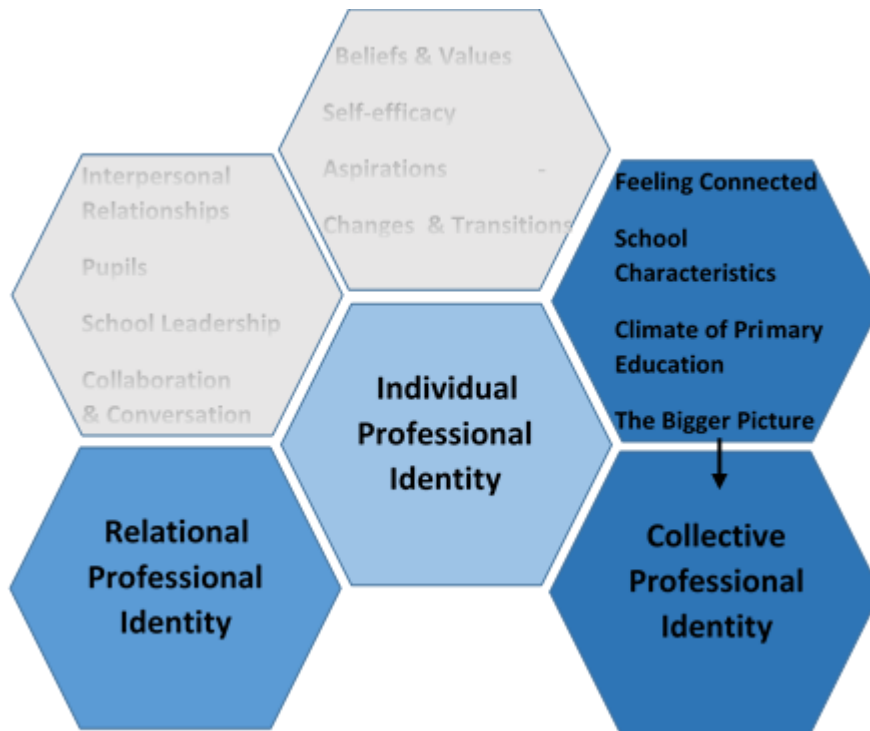 Beliefs & Values
Self-efficacy
Aspirations -
Changes & Transitions
Interpersonal
Relationships
Pupils
School Leadership
Collaboration
& Conversation
Feeling Connected
School
Characteristics
Climate of Primary
Education
The Bigger Picture
Individual
Professional
Identity
Relational
Professional
Identity
Collective
Professional
Identity